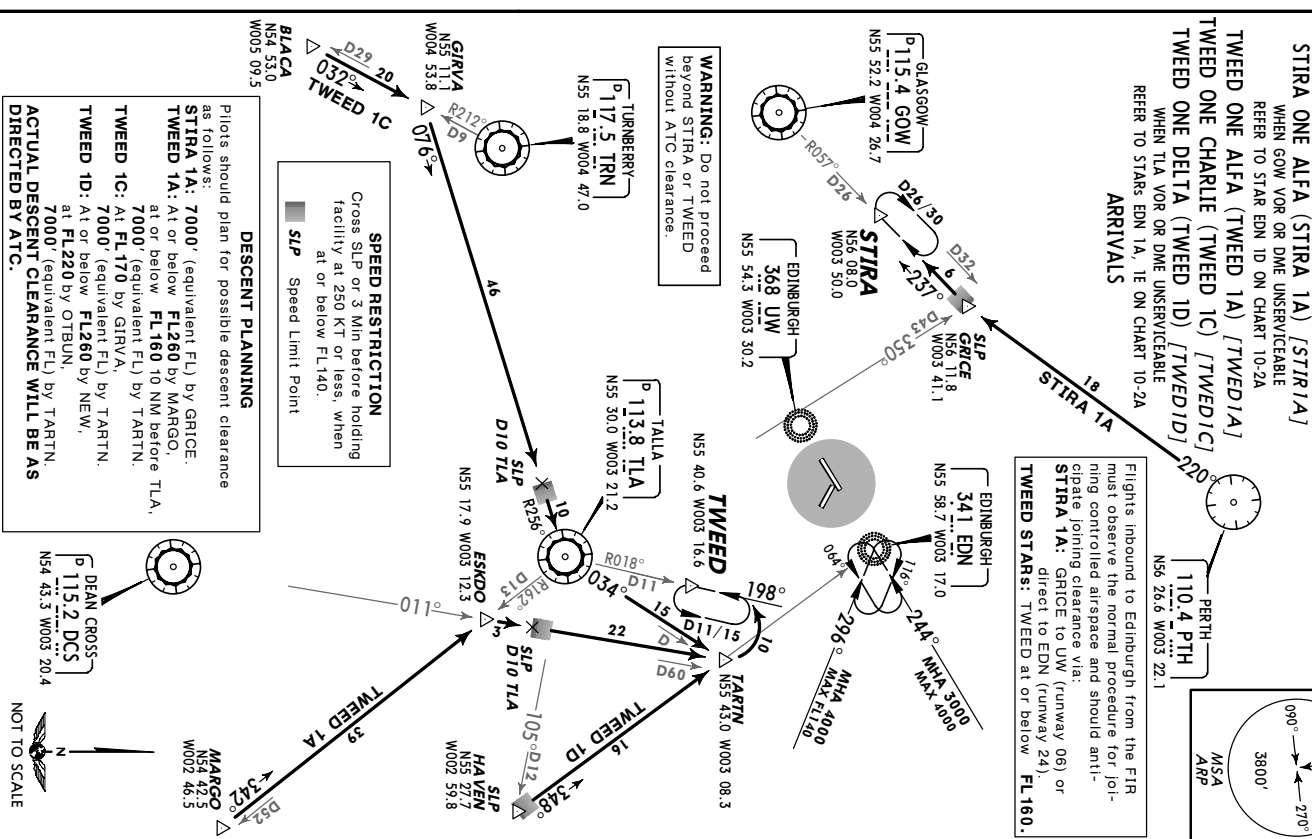 STIRA ONE ALFA (STIRA 1A) [STIR1A]
WHEN GOW VOR OR DME UNSERVICEABLE
REFER TO STAR EDN 1D ON CHART 10-2A
TWEED ONE ALFA (TWEED 1A) [TWED1A]
TWEED ONE CHARLIE (TWEED 1C) [TWED1C]
TWEED ONE DELTA (TWEED 1D) [TWED1D]
WHEN TLA VOR OR DME UNSERVICEABLE
REFER TO STARs EDN 1A, 1E ON CHART 10-2A
ARRIVALS
090°
270°
3800'
MSA
ARP
PERTH
110.4 PTH
N56 26.6 W003 22.1
220°
18
STIRA 1A
Flights inbound to Edinburgh from the FIR
must observe the normal procedure for joi-
ning controlled airspace and should anti-
cipate joining clearance via:
STIRA 1A: GRICE to UW (runway 06) or
direct to EDN (runway 24).
TWEED STARs: TWEED at or below FL160.
SLP
GRICE
N56 11.8
W003 41.1
D32
6
237°
D43
350°
D26/30
STIRA
N56 08.0
W003 50.0
GLASGOW
D 115.4 GOW
N55 52.2 W004 26.7
R057°
D26
WARNING: Do not proceed
beyond STIRA or TWEED
without ATC clearance.
EDINBURGH
368 UW
N55 54.3 W003 30.2
EDINBURGH
341 EDN
N55 58.7 W003 17.0
116°
064°
244°
MHA 3000
MAX 4000
296°
MHA 4000
MAX FL140
TWEED
N55 40.6 W003 16.6
198°
10
D11/15
R018°
D11
034°
15
D
D60
TARTN
N55 43.0 W003 08.3
TALLA
D 113.8 TLA
N55 30.0 W003 21.2
TURNBERRY
D 117.5 TRN
N55 18.8 W004 47.0
R212°
D9
GIRVA
N55 11.1
W004 53.8
076°
46
SLP
D10 TLA
10
R256°
BLACA
N54 53.0
W005 09.5
D29
20
032°
TWEED 1C
R162°
D13
ESKDO
N55 17.9 W003 12.3
011°
3
SLP
D10 TLA
22
105°
D12
SLP
HAVEN
N55 27.7
W002 59.8
348°
TWEED 1D
16
TWEED 1A
39
342°
D52
MARGO
N54 42.5
W002 46.5
DEAN CROSS
D 115.2 DCS
N54 43.3 W003 20.4
SPEED RESTRICTION
Cross SLP or 3 Min before holding
facility at 250 KT or less, when
at or below FL140.
SLP Speed Limit Point
DESCENT PLANNING
Pilots should plan for possible descent clearance
as follows:
STIRA 1A: 7000' (equivalent FL) by GRICE.
TWEED 1A: At or below FL260 by MARGO,
at or below FL160 10 NM before TLA,
7000' (equivalent FL) by TARTN.
TWEED 1C: At FL170 by GIRVA,
7000' (equivalent FL) by TARTN.
TWEED 1D: At or below FL260 by NEW,
at FL220 by OTBUN,
7000' (equivalent FL) by TARTN.
ACTUAL DESCENT CLEARANCE WILL BE AS
DIRECTED BY ATC.
N
NOT TO SCALE